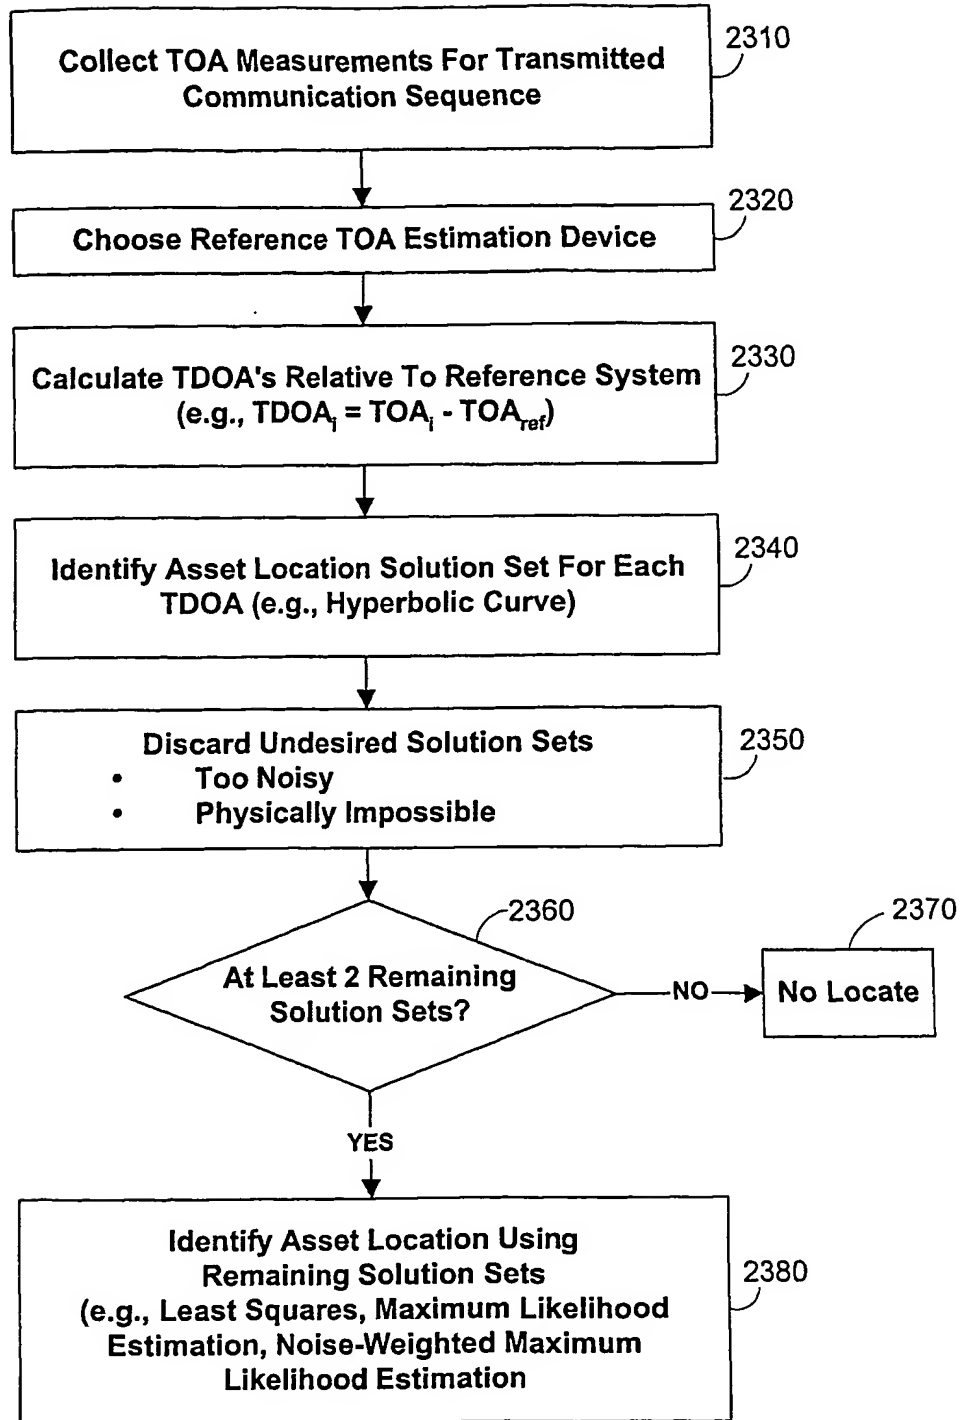 Collect TOA Measurements For Transmitted
Communication Sequence
2310
Choose Reference TOA Estimation Device
2320
Calculate TDOA's Relative To Reference System
(e.g., TDOAi = TOAi - TOAref)
2330
Identify Asset Location Solution Set For Each
TDOA (e.g., Hyperbolic Curve)
2340
Discard Undesired Solution Sets
• Too Noisy
• Physically Impossible
2350
At Least 2 Remaining
Solution Sets?
2360
NO
No Locate
2370
YES
Identify Asset Location Using
Remaining Solution Sets
(e.g., Least Squares, Maximum Likelihood
Estimation, Noise-Weighted Maximum
Likelihood Estimation
2380